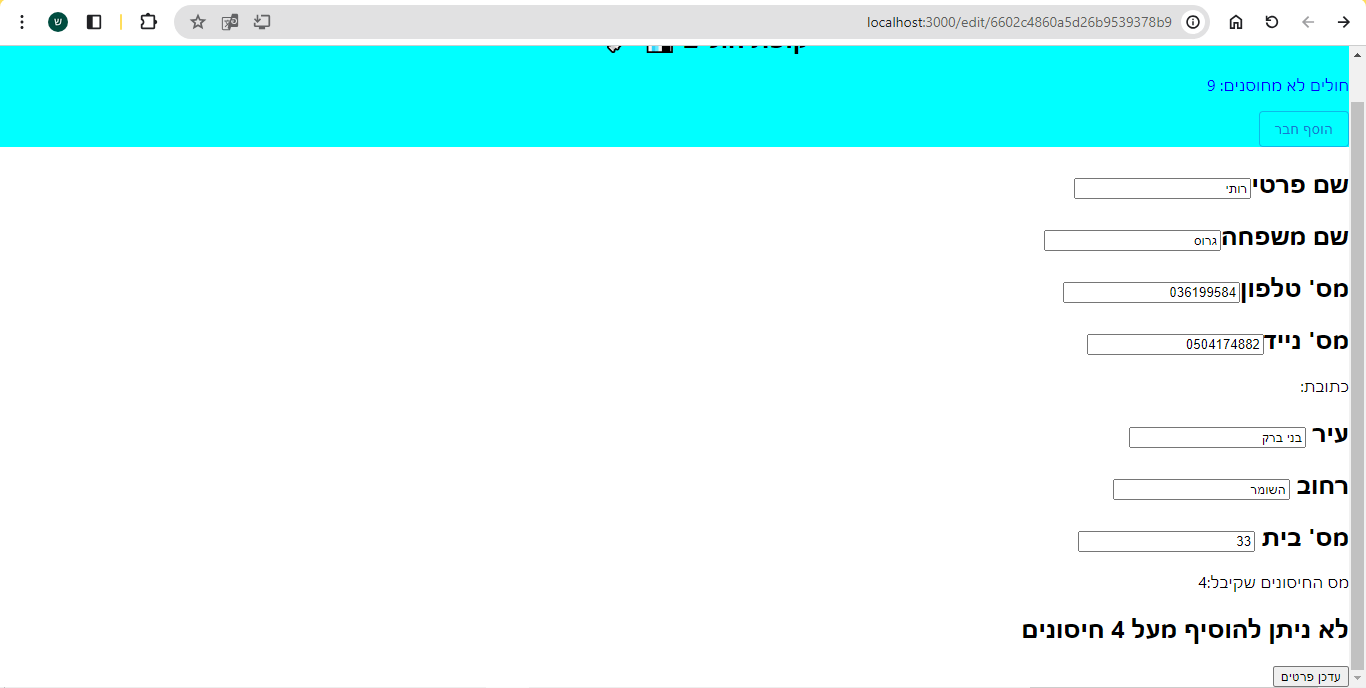 localhost:3000/edit/6602c4860a5d26b9539378b9
ש
חולים לא מחוסנים: 9
הוסף חבר
שם פרטי רותי
שם משפחה גרוס
מס' טלפון 036199584
מס' נייד 0504174882
כתובת:
עיר בני ברק
רחוב השומר
מס' בית 33
מס החיסונים שקיבל:4
לא ניתן להוסיף מעל 4 חיסונים
עדכן פרטים